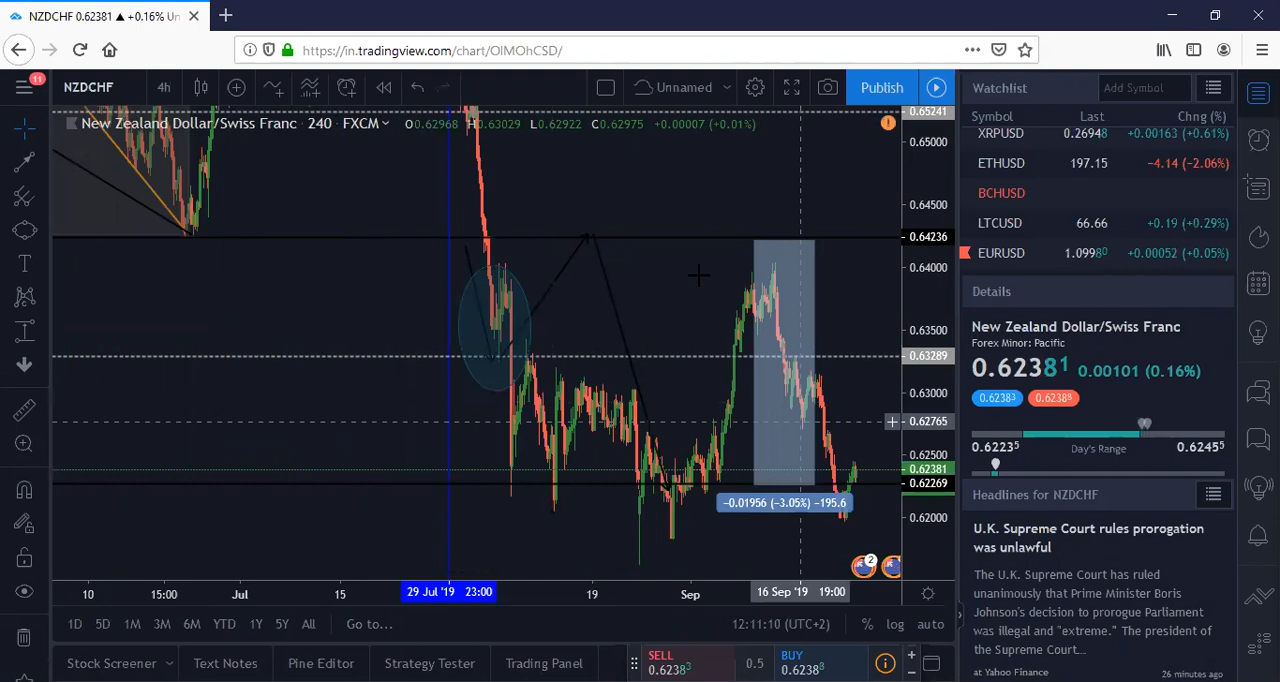 NZDCHF 0.62381 ▲ +0.16% Un
https://in.tradingview.com/chart/OIMOhCSD/
11
NZDCHF 4h Unnamed Publish
New Zealand Dollar/Swiss Franc · 240 · FXCM O0.62968 H0.63029 L0.62922 C0.62975 +0.00007 (+0.01%)
0.65241
0.65000
0.64500
0.64236
0.64000
0.63500
0.63289
0.63000
0.62765
0.62500
0.62381
0.62269
0.62000
−0.01956 (−3.05%) −195.6
2
10 15:00 Jul 15 29 Jul '19 23:00 19 Sep 16 Sep '19 19:00
1D 5D 1M 3M 6M YTD 1Y 5Y All Go to... 12:11:10 (UTC+2) % log auto
Stock Screener Text Notes Pine Editor Strategy Tester Trading Panel
SELL 0.5 BUY
0.62383 0.62388
Watchlist Add Symbol
Symbol Last Chng (%)
XRPUSD 0.26948 +0.00163 (+0.61%)
ETHUSD 197.15 −4.14 (−2.06%)
BCHUSD
LTCUSD 66.66 +0.19 (+0.29%)
EURUSD 1.09980 +0.00052 (+0.05%)
Details
New Zealand Dollar/Swiss Franc
Forex Minor: Pacific
0.62381 0.00101 (0.16%)
0.62383 0.62388
0.62235 Day's Range 0.62455
Headlines for NZDCHF
U.K. Supreme Court rules prorogation
was unlawful
The U.K. Supreme Court has ruled
unanimously that Prime Minister Boris
Johnson's decision to prorogue Parliament
was illegal and "extreme." The president of
the Supreme Court...
at Yahoo Finance 26 minutes ago